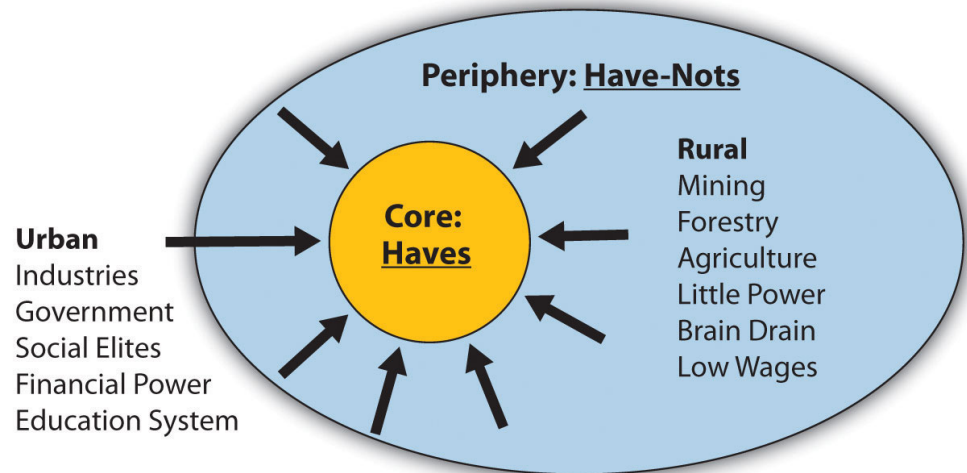 Periphery: Have-Nots
Core:
Haves
Urban
Industries
Government
Social Elites
Financial Power
Education System
Rural
Mining
Forestry
Agriculture
Little Power
Brain Drain
Low Wages